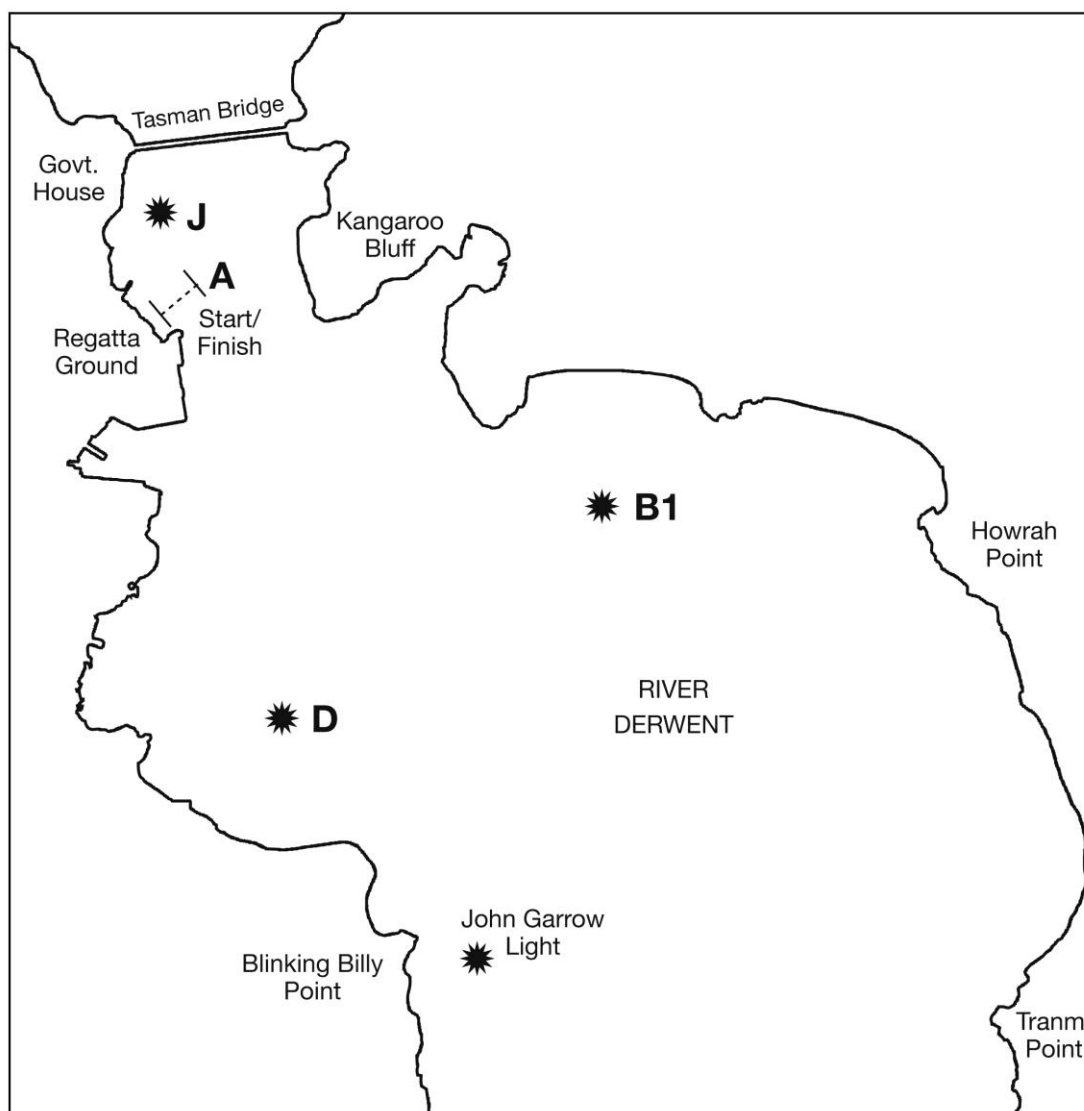 Tasman Bridge
Govt.
House
J
Kangaroo
Bluff
A
Start/
Finish
Regatta
Ground
B1
Howrah
Point
RIVER
DERWENT
D
John Garrow
Light
Blinking Billy
Point
Tranm
Point